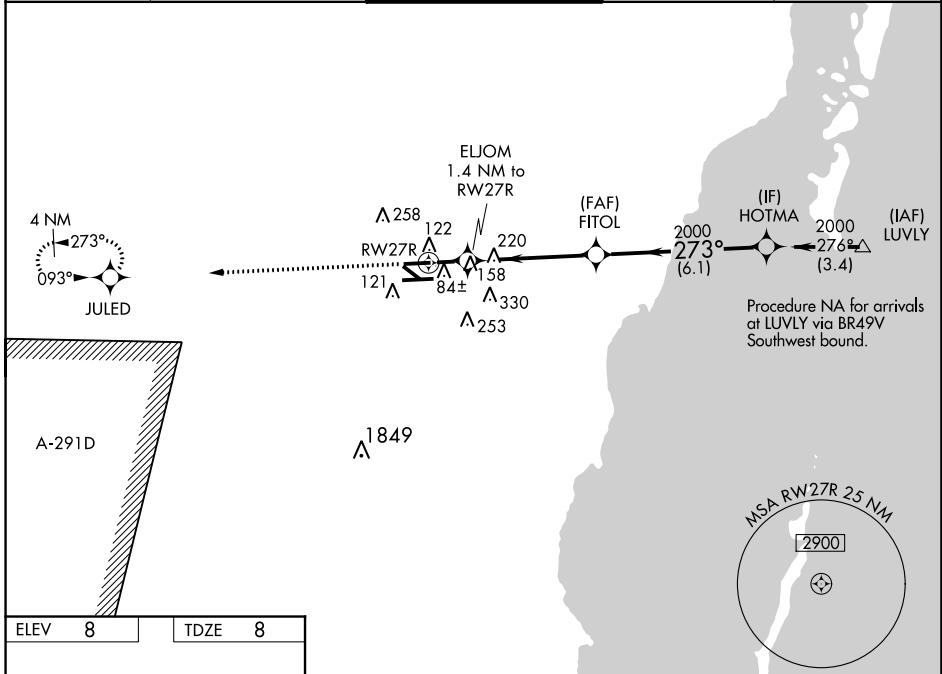 ELJOM
1.4 NM to
RW27R
(FAF)
FITOL
(IF)
HOTMA
(IAF)
LUVLY
2000
273°
(6.1)
2000
276°
(3.4)
4 NM
273°
093°
JULED
258
122
RW27R
220
158
121
84±
330
253
Procedure NA for arrivals
at LUVLY via BR49V
Southwest bound.
A-291D
1849
MSA RW27R 25 NM
2900
ELEV 8
TDZE 8